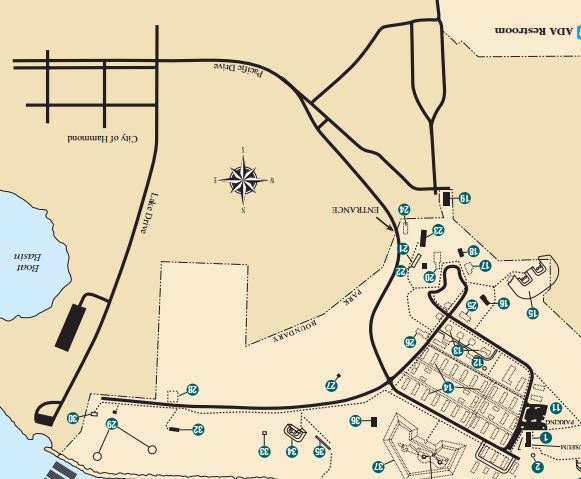 ADA Restroom
Pacific Drive
City of Hammond
Lake Drive
S
E
W
N
ENTRANCE
Boat
Basin
PARK
BOUNDARY
19
24
23
18
21
22
20
17
16
15
25
26
13
12
14
27
28
11
PARKING
1
2
30
29
32
33
34
35
36
37